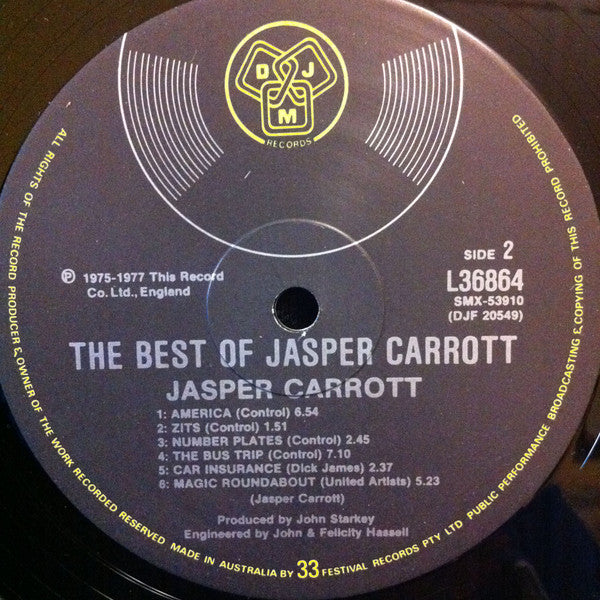 D J M
RECORDS
SIDE 2
L36864
SMX-53910
(DJF 20549)
℗ 1975-1977 This Record
Co. Ltd., England
THE BEST OF JASPER CARROTT
JASPER CARROTT
1: AMERICA (Control) 6.54
2: ZITS (Control) 1.51
3: NUMBER PLATES (Control) 2.45
4: THE BUS TRIP (Control) 7.10
5: CAR INSURANCE (Dick James) 2.37
6: MAGIC ROUNDABOUT (United Artists) 5.23
(Jasper Carrott)
Produced by John Starkey
Engineered by John & Felicity Hassell
ALL RIGHTS OF THE RECORD PRODUCER & OWNER OF THE WORK RECORDED RESERVED MADE IN AUSTRALIA BY 33 FESTIVAL RECORDS PTY LTD PUBLIC PERFORMANCE BROADCASTING & COPYING OF THIS RECORD PROHIBITED